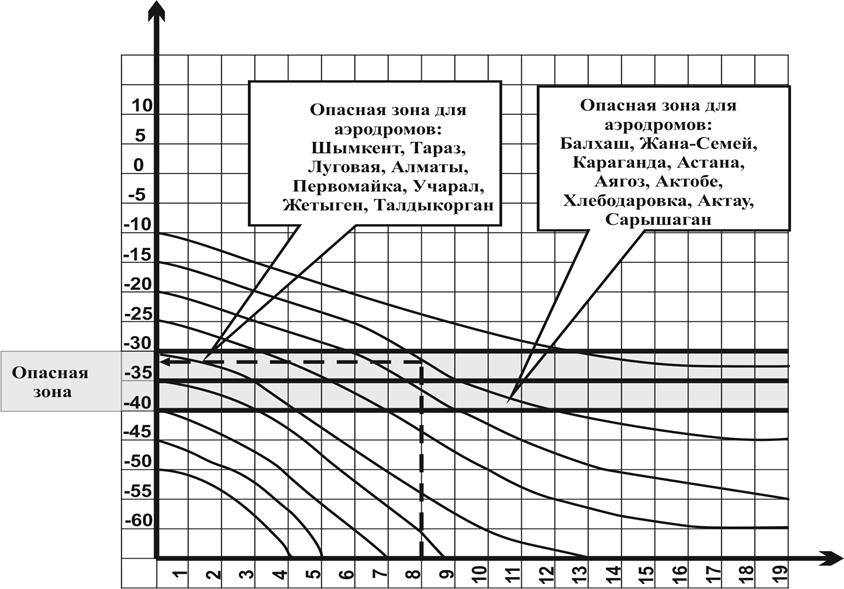 Опасная зона для
аэродромов:
Шымкент, Тараз,
Луговая, Алматы,
Первомайка, Учарал,
Жетыген, Талдыкорган
Опасная зона для
аэродромов:
Балхаш, Жана-Семей,
Караганда, Астана,
Аягоз, Актобе,
Хлебодаровка, Актау,
Сарышаган
10
5
0
-5
-10
-15
-20
-25
-30
-35
-40
-45
-50
-55
-60
Опасная
зона
1 2 3 4 5 6 7 8 9 10 11 12 13 14 15 16 17 18 19